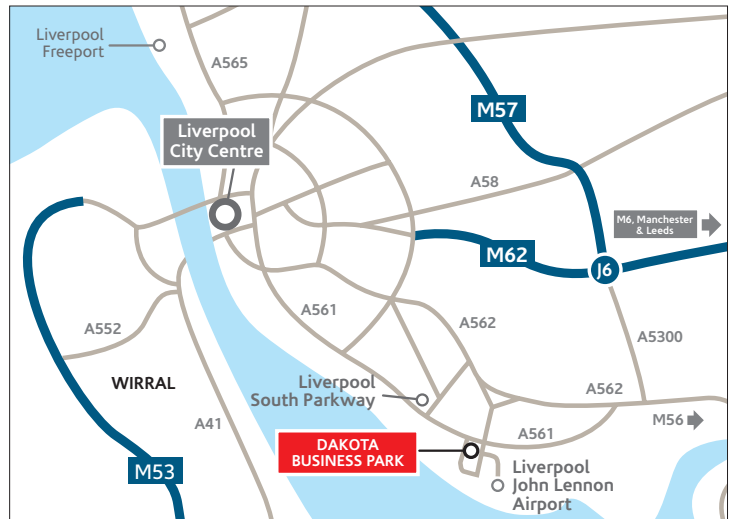 Liverpool
Freeport
A565
M57
Liverpool
City Centre
A58
M6, Manchester
& Leeds
M62
J6
A561
A562
A552
A5300
WIRRAL
Liverpool
South Parkway
A562
A41
M56
A561
DAKOTA
BUSINESS PARK
M53
Liverpool
John Lennon
Airport